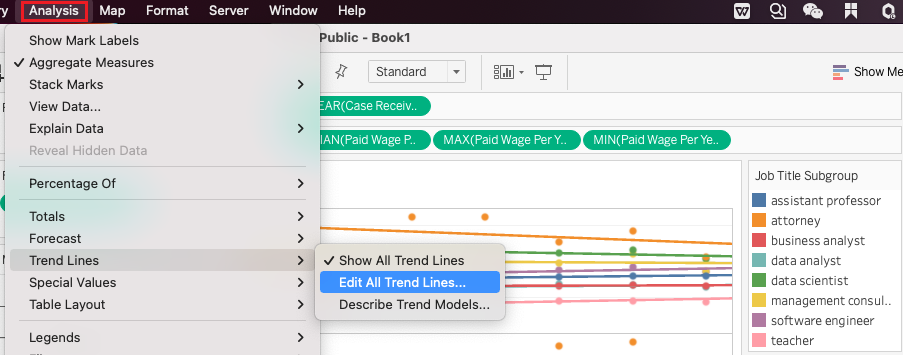 Analysis Map Format Server Window Help
Public - Book1
Show Mark Labels
Aggregate Measures
Stack Marks
View Data...
Explain Data
Reveal Hidden Data
Percentage Of
Totals
Forecast
Trend Lines
Special Values
Table Layout
Legends
Show All Trend Lines
Edit All Trend Lines...
Describe Trend Models...
Standard
Show Me
EAR(Case Receiv..
IAN(Paid Wage P.. MAX(Paid Wage Per Y.. MIN(Paid Wage Per Ye..
Job Title Subgroup
assistant professor
attorney
business analyst
data analyst
data scientist
management consul..
software engineer
teacher